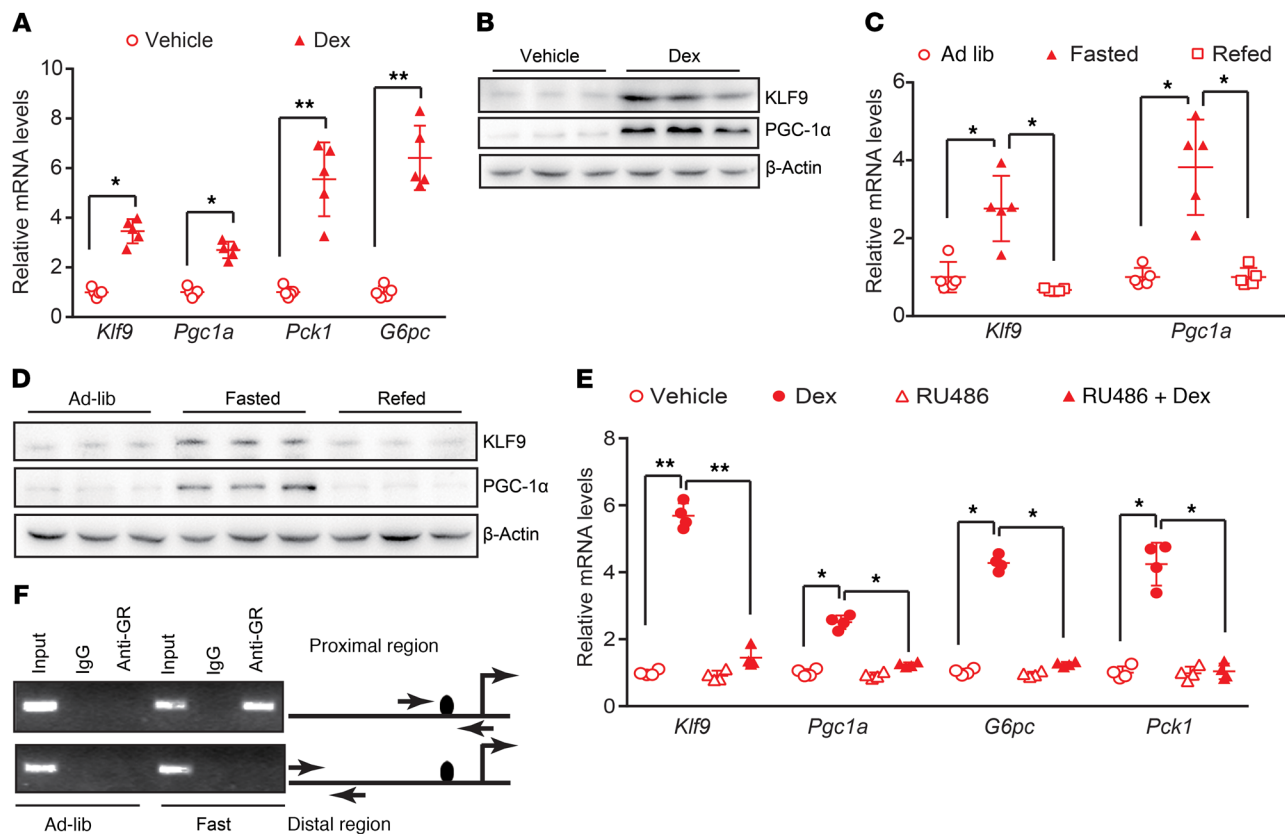 A
Vehicle
Dex
Relative mRNA levels
10
8
6
4
2
0
*
*
**
**
Klf9
Pgc1a
Pck1
G6pc
B
Vehicle
Dex
KLF9
PGC-1α
β-Actin
C
Ad lib
Fasted
Refed
Relative mRNA levels
6
4
2
0
*
*
*
*
Klf9
Pgc1a
D
Ad-lib
Fasted
Refed
KLF9
PGC-1α
β-Actin
E
Vehicle
Dex
RU486
RU486 + Dex
Relative mRNA levels
8
6
4
2
0
**
**
*
*
*
*
*
*
Klf9
Pgc1a
G6pc
Pck1
F
Input
IgG
Anti-GR
Input
IgG
Anti-GR
Proximal region
Ad-lib
Fast
Distal region